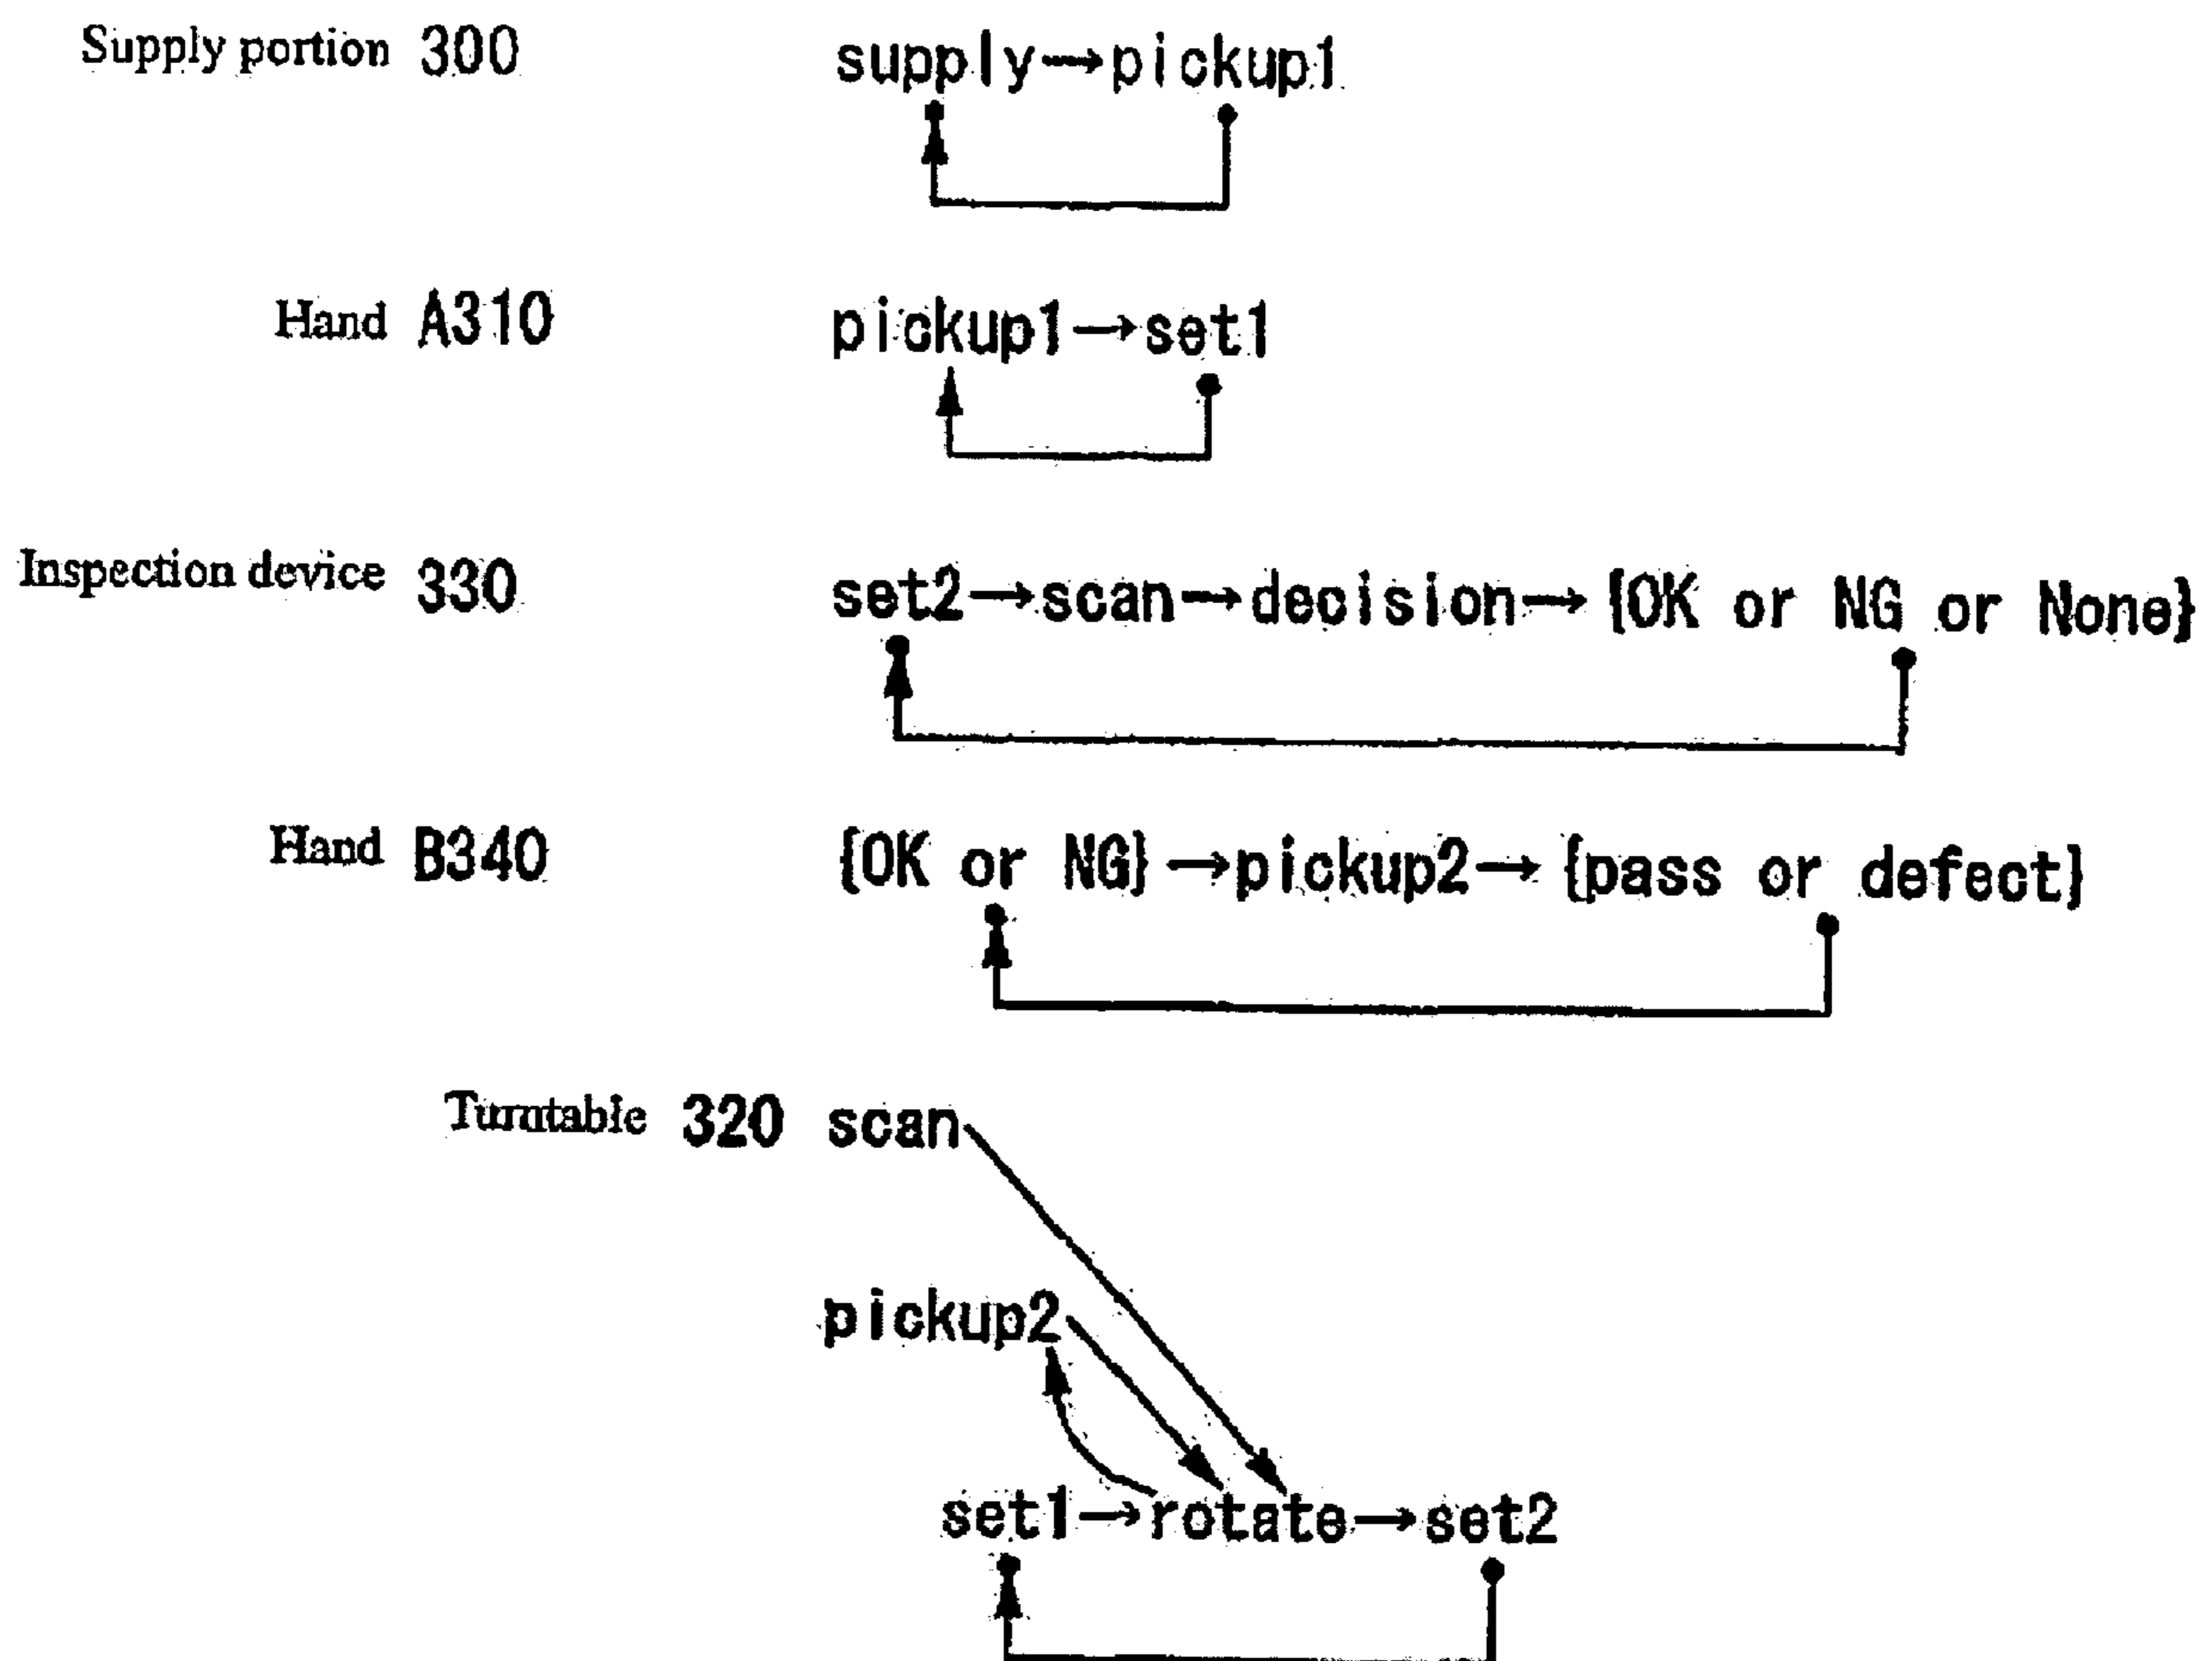 Supply portion 300 supply→pickup1
Hand A310 pickup1→set1
Inspection device 330 set2→scan→decision→{OK or NG or None}
Hand B340 {OK or NG}→pickup2→{pass or defect}
Turntable 320 scan
pickup2
set1→rotate→set2